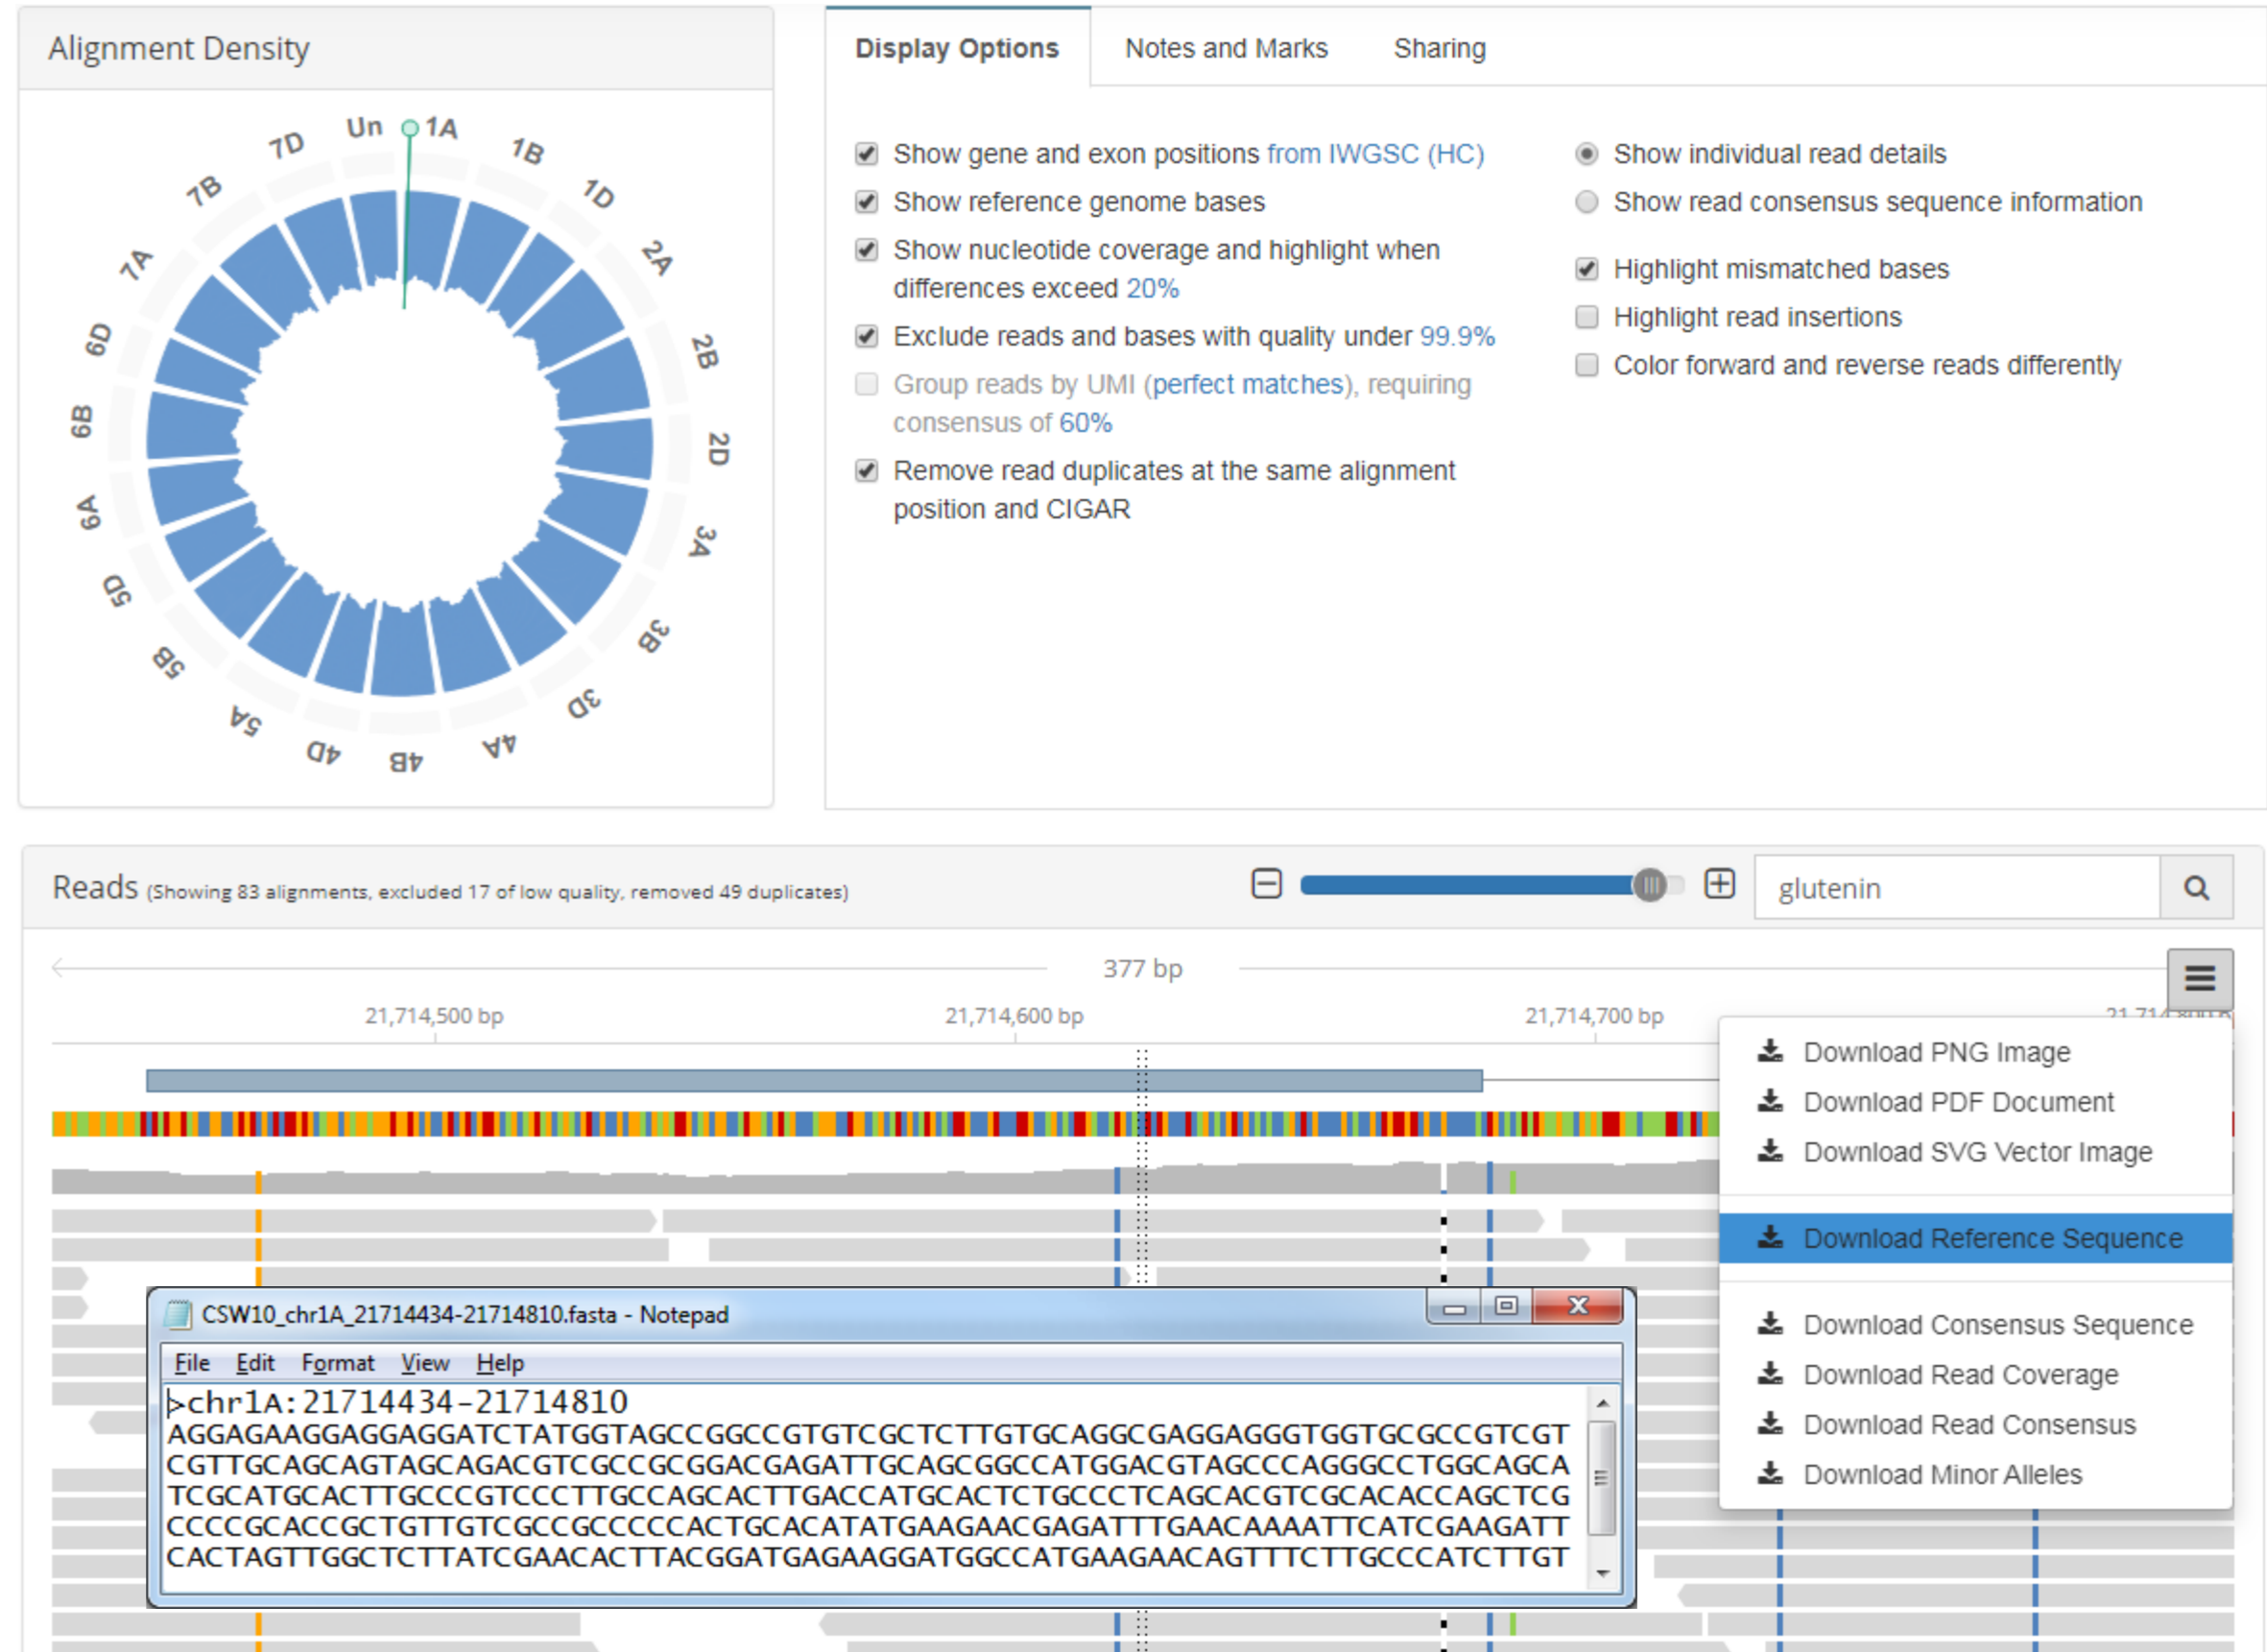 Alignment Density
Un
1A
1B
1D
2A
2B
2D
3A
3B
3D
4A
4B
4D
5A
5B
5D
6A
6B
6D
7A
7B
7D
Display Options
Notes and Marks
Sharing
Show gene and exon positions from IWGSC (HC)
Show reference genome bases
Show nucleotide coverage and highlight when
differences exceed 20%
Exclude reads and bases with quality under 99.9%
Group reads by UMI (perfect matches), requiring
consensus of 60%
Remove read duplicates at the same alignment
position and CIGAR
Show individual read details
Show read consensus sequence information
Highlight mismatched bases
Highlight read insertions
Color forward and reverse reads differently
Reads (Showing 83 alignments, excluded 17 of low quality, removed 49 duplicates)
glutenin
377 bp
21,714,500 bp
21,714,600 bp
21,714,700 bp
21,714,800 bp
Download PNG Image
Download PDF Document
Download SVG Vector Image
Download Reference Sequence
Download Consensus Sequence
Download Read Coverage
Download Read Consensus
Download Minor Alleles
CSW10_chr1A_21714434-21714810.fasta - Notepad
File Edit Format View Help
>chr1A:21714434-21714810
AGGAGAAGGAGGAGGATCTATGGTAGCCGGCCGTGTCGCTCTTGTGCAGGCGAGGAGGGTGGTGCGCCGTCGT
CGTTGCAGCAGTAGCAGACGTCGCCGCGGACGAGATTGCAGCGGCCATGGACGTAGCCCAGGGCCTGGCAGCA
TCGCATGCACTTGCCCGTCCCTTGCCAGCACTTGACCATGCACTCTGCCCTCAGCACGTCGCACACCAGCTCG
CCCCGCACCGCTGTTGTCGCCGCCCCCACTGCACATATGAAGAACGAGATTTGAACAAAATTCATCGAAGATT
CACTAGTTGGCTCTTATCGAACACTTACGGATGAGAAGGATGGCCATGAAGAACAGTTTCTTGCCCATCTTGT